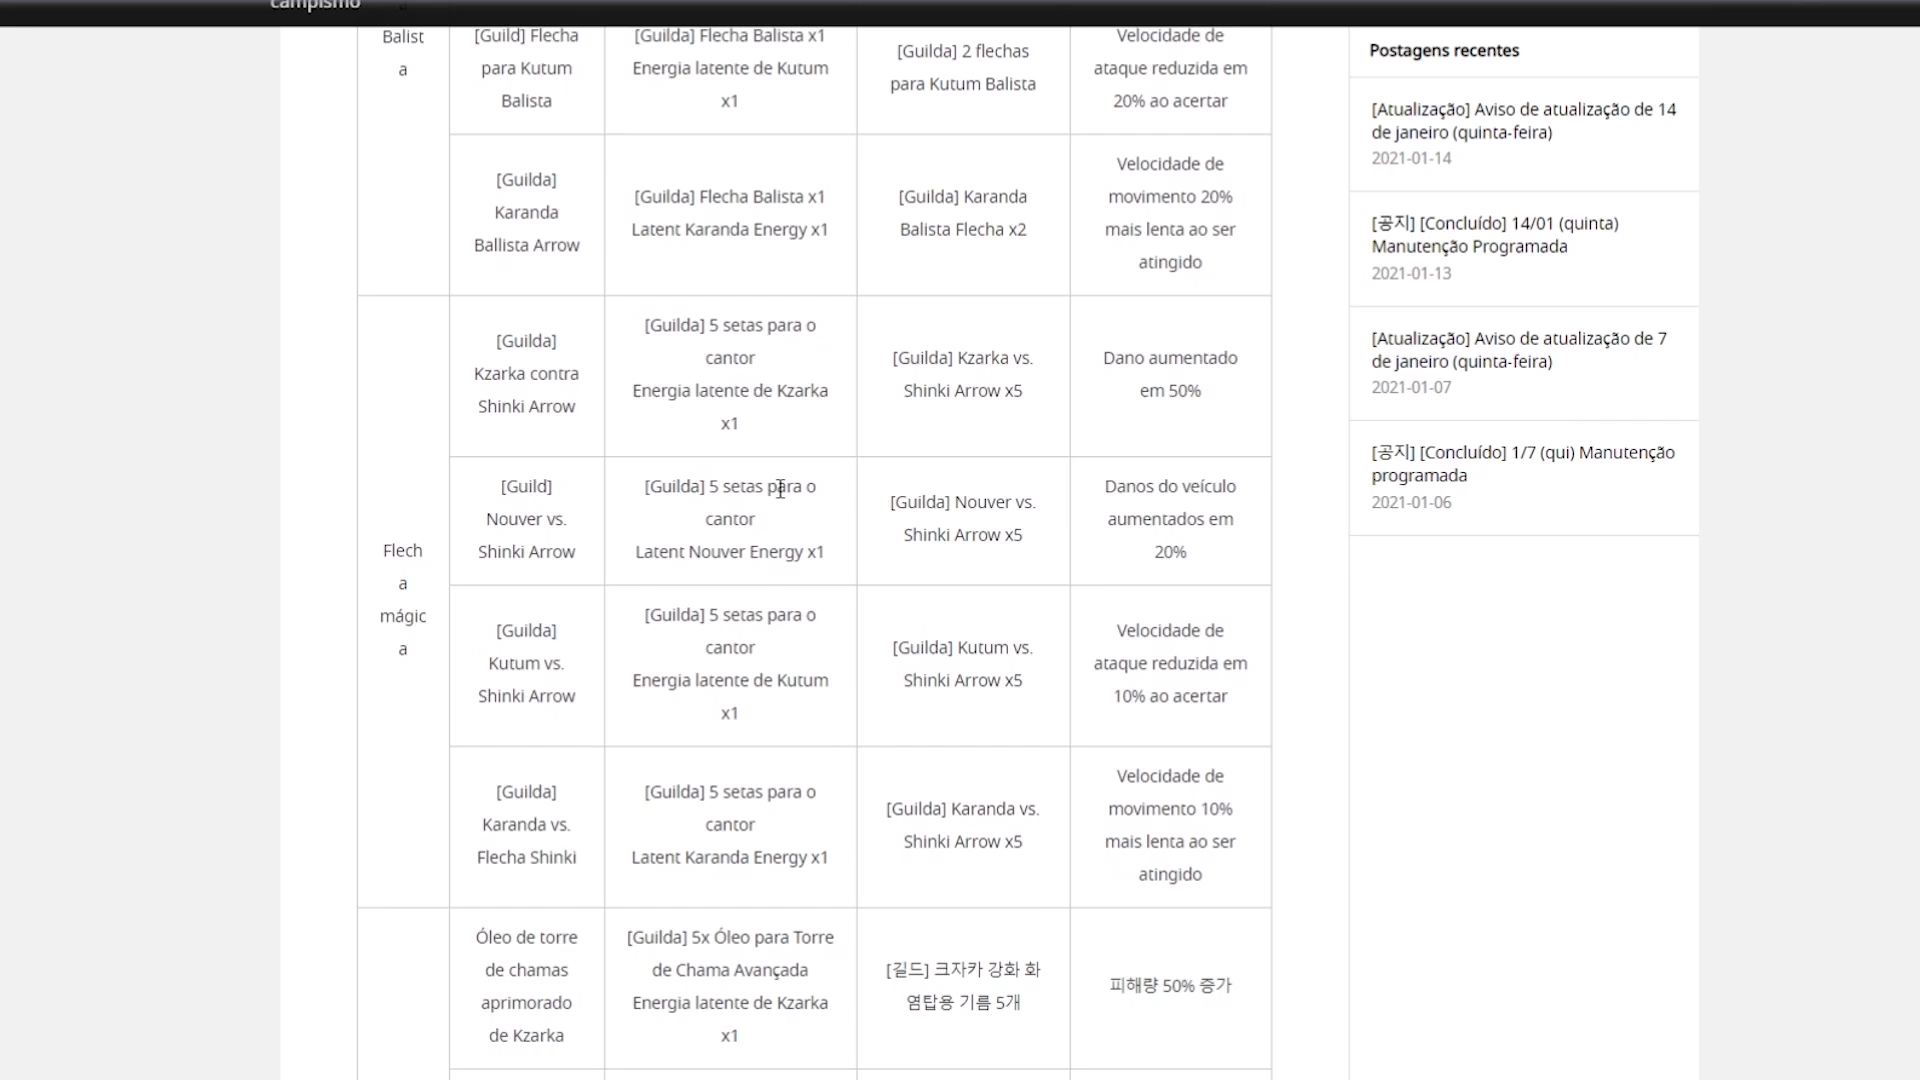 campismo
Balist
a
[Guild] Flecha
para Kutum
Balista
[Guilda] Flecha Balista x1
Energia latente de Kutum
x1
[Guilda] 2 flechas
para Kutum Balista
Velocidade de
ataque reduzida em
20% ao acertar
[Guilda]
Karanda
Ballista Arrow
[Guilda] Flecha Balista x1
Latent Karanda Energy x1
[Guilda] Karanda
Balista Flecha x2
Velocidade de
movimento 20%
mais lenta ao ser
atingido
Flech
a
mágic
a
[Guilda]
Kzarka contra
Shinki Arrow
[Guilda] 5 setas para o
cantor
Energia latente de Kzarka
x1
[Guilda] Kzarka vs.
Shinki Arrow x5
Dano aumentado
em 50%
[Guild]
Nouver vs.
Shinki Arrow
[Guilda] 5 setas para o
cantor
Latent Nouver Energy x1
[Guilda] Nouver vs.
Shinki Arrow x5
Danos do veículo
aumentados em
20%
[Guilda]
Kutum vs.
Shinki Arrow
[Guilda] 5 setas para o
cantor
Energia latente de Kutum
x1
[Guilda] Kutum vs.
Shinki Arrow x5
Velocidade de
ataque reduzida em
10% ao acertar
[Guilda]
Karanda vs.
Flecha Shinki
[Guilda] 5 setas para o
cantor
Latent Karanda Energy x1
[Guilda] Karanda vs.
Shinki Arrow x5
Velocidade de
movimento 10%
mais lenta ao ser
atingido
Óleo de torre
de chamas
aprimorado
de Kzarka
[Guilda] 5x Óleo para Torre
de Chama Avançada
Energia latente de Kzarka
x1
[길드] 크자카 강화 화
염탑용 기름 5개
피해량 50% 증가
Postagens recentes
[Atualização] Aviso de atualização de 14
de janeiro (quinta-feira)
2021-01-14
[공지] [Concluído] 14/01 (quinta)
Manutenção Programada
2021-01-13
[Atualização] Aviso de atualização de 7
de janeiro (quinta-feira)
2021-01-07
[공지] [Concluído] 1/7 (qui) Manutenção
programada
2021-01-06